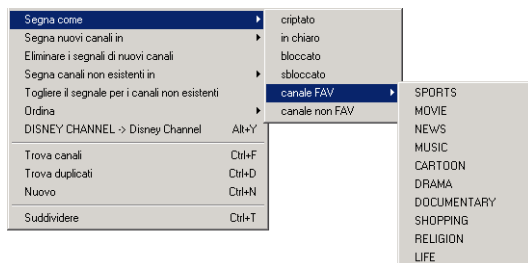 Segna come
Segna nuovi canali in
Eliminare i segnali di nuovi canali
Segna canali non esistenti in
Togliere il segnale per i canali non esistenti
Ordina
DISNEY CHANNEL -> Disney Channel Alt+Y
Trova canali Ctrl+F
Trova duplicati Ctrl+D
Nuovo Ctrl+N
Suddividere Ctrl+T
criptato
in chiaro
bloccato
sbloccato
canale FAV
canale non FAV
SPORTS
MOVIE
NEWS
MUSIC
CARTOON
DRAMA
DOCUMENTARY
SHOPPING
RELIGION
LIFE